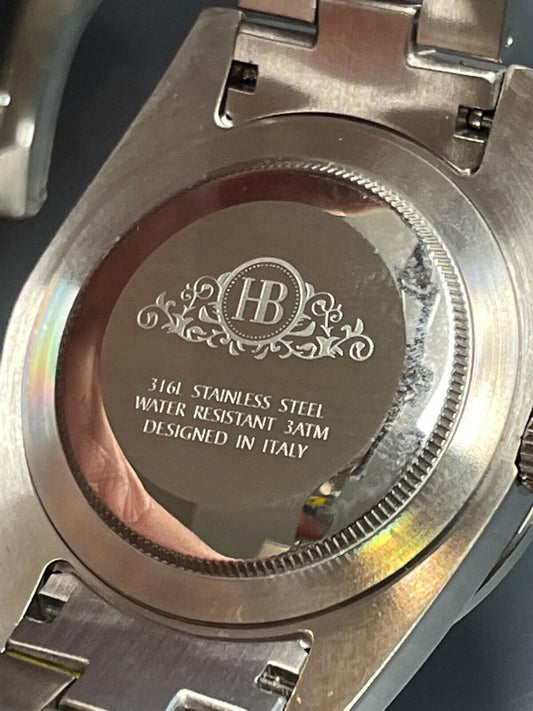 HB
316L STAINLESS STEEL
WATER RESISTANT 3ATM
DESIGNED IN ITALY